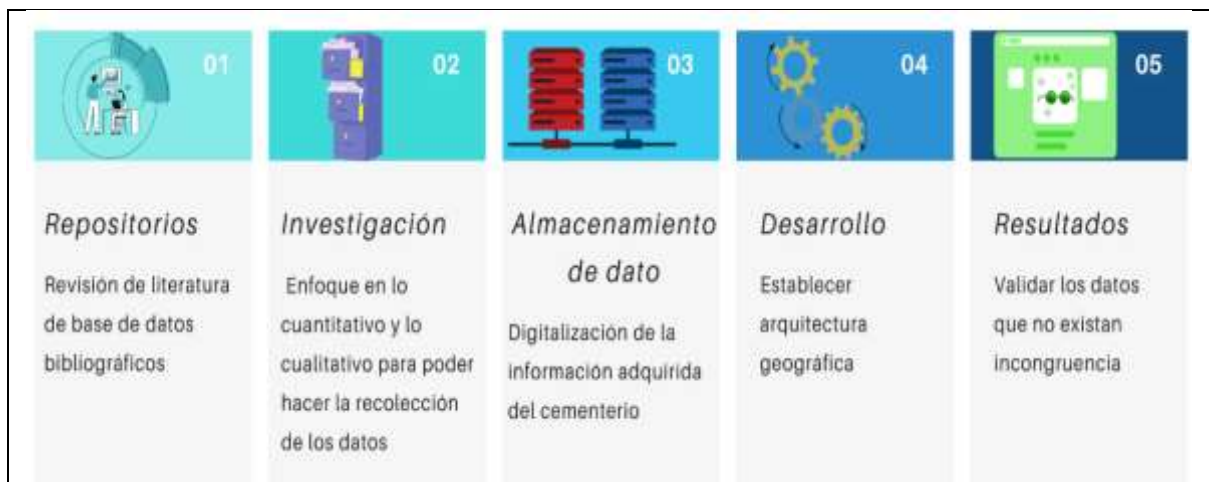 01
Repositorios
Revisión de literatura
de base de datos
bibliográficos
02
Investigación
Enfoque en lo
cuantitativo y lo
cualitativo para poder
hacer la recolección
de los datos
03
Almacenamiento
de dato
Digitalización de la
información adquirida
del cementerio
04
Desarrollo
Establecer
arquitectura
geográfica
05
Resultados
Validar los datos
que no existan
incongruencia